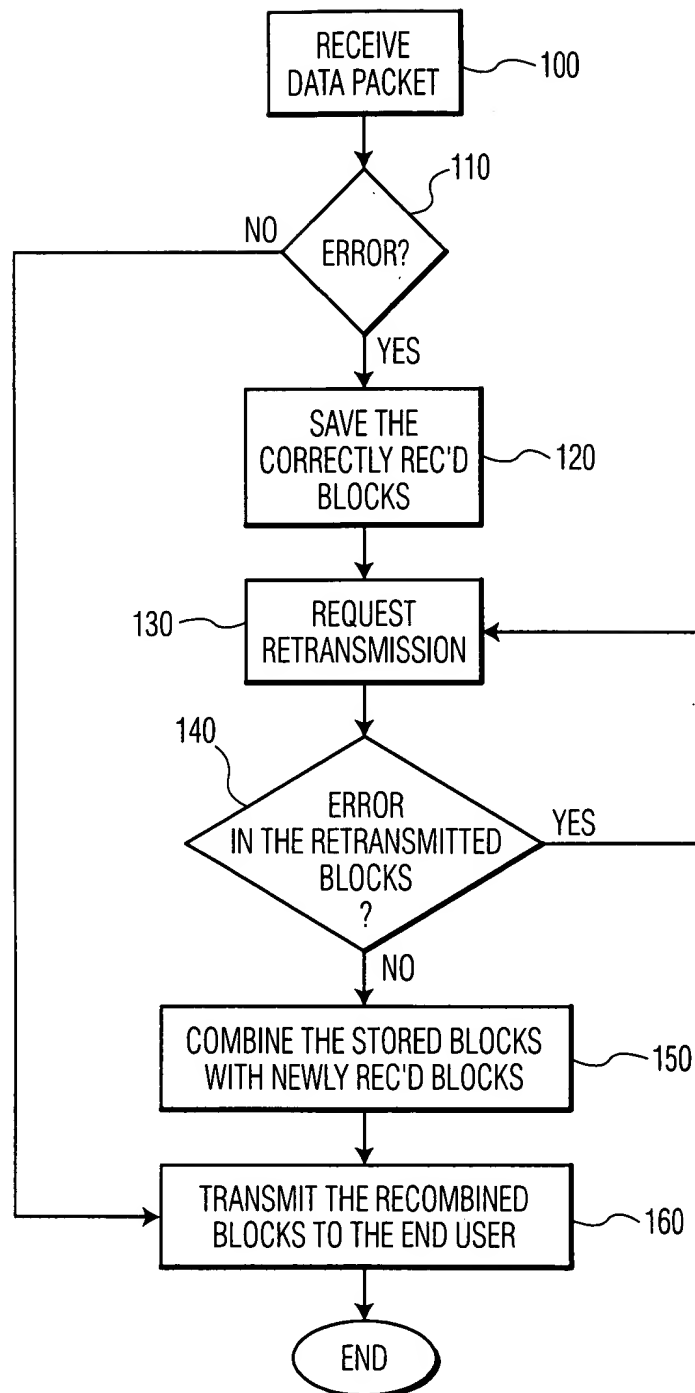 RECEIVE
DATA PACKET
100
110
NO
ERROR?
YES
SAVE THE
CORRECTLY REC'D
BLOCKS
120
130
REQUEST
RETRANSMISSION
140
ERROR
IN THE RETRANSMITTED
BLOCKS
?
YES
NO
COMBINE THE STORED BLOCKS
WITH NEWLY REC'D BLOCKS
150
TRANSMIT THE RECOMBINED
BLOCKS TO THE END USER
160
END